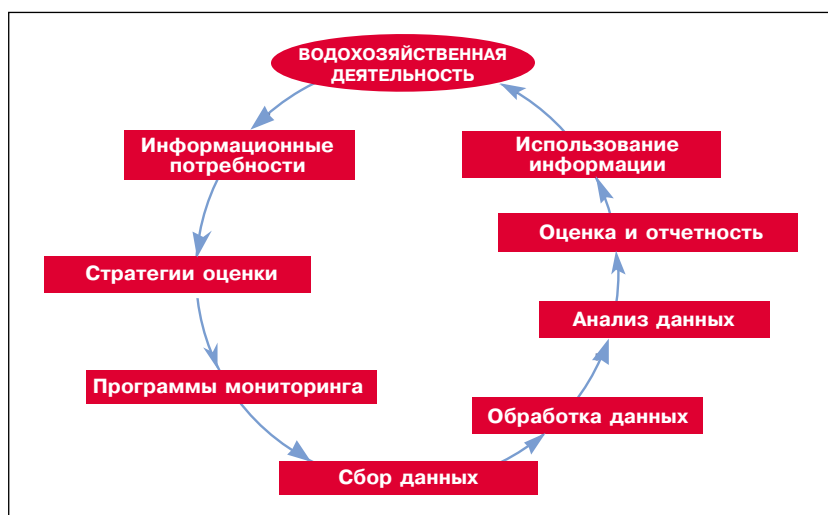 ВОДОХОЗЯЙСТВЕННАЯ
ДЕЯТЕЛЬНОСТЬ
Информационные
потребности
Стратегии оценки
Программы мониторинга
Сбор данных
Обработка данных
Анализ данных
Оценка и отчетность
Использование
информации